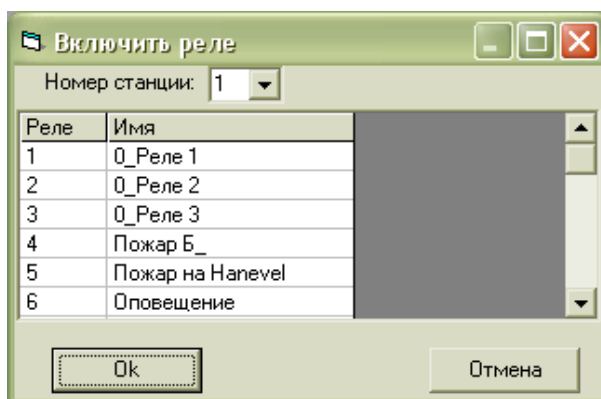 Включить реле
Номер станции: 1
Реле Имя
1 0_Реле 1
2 0_Реле 2
3 0_Реле 3
4 Пожар Б_
5 Пожар на Hanevel
6 Оповещение
Ok Отмена